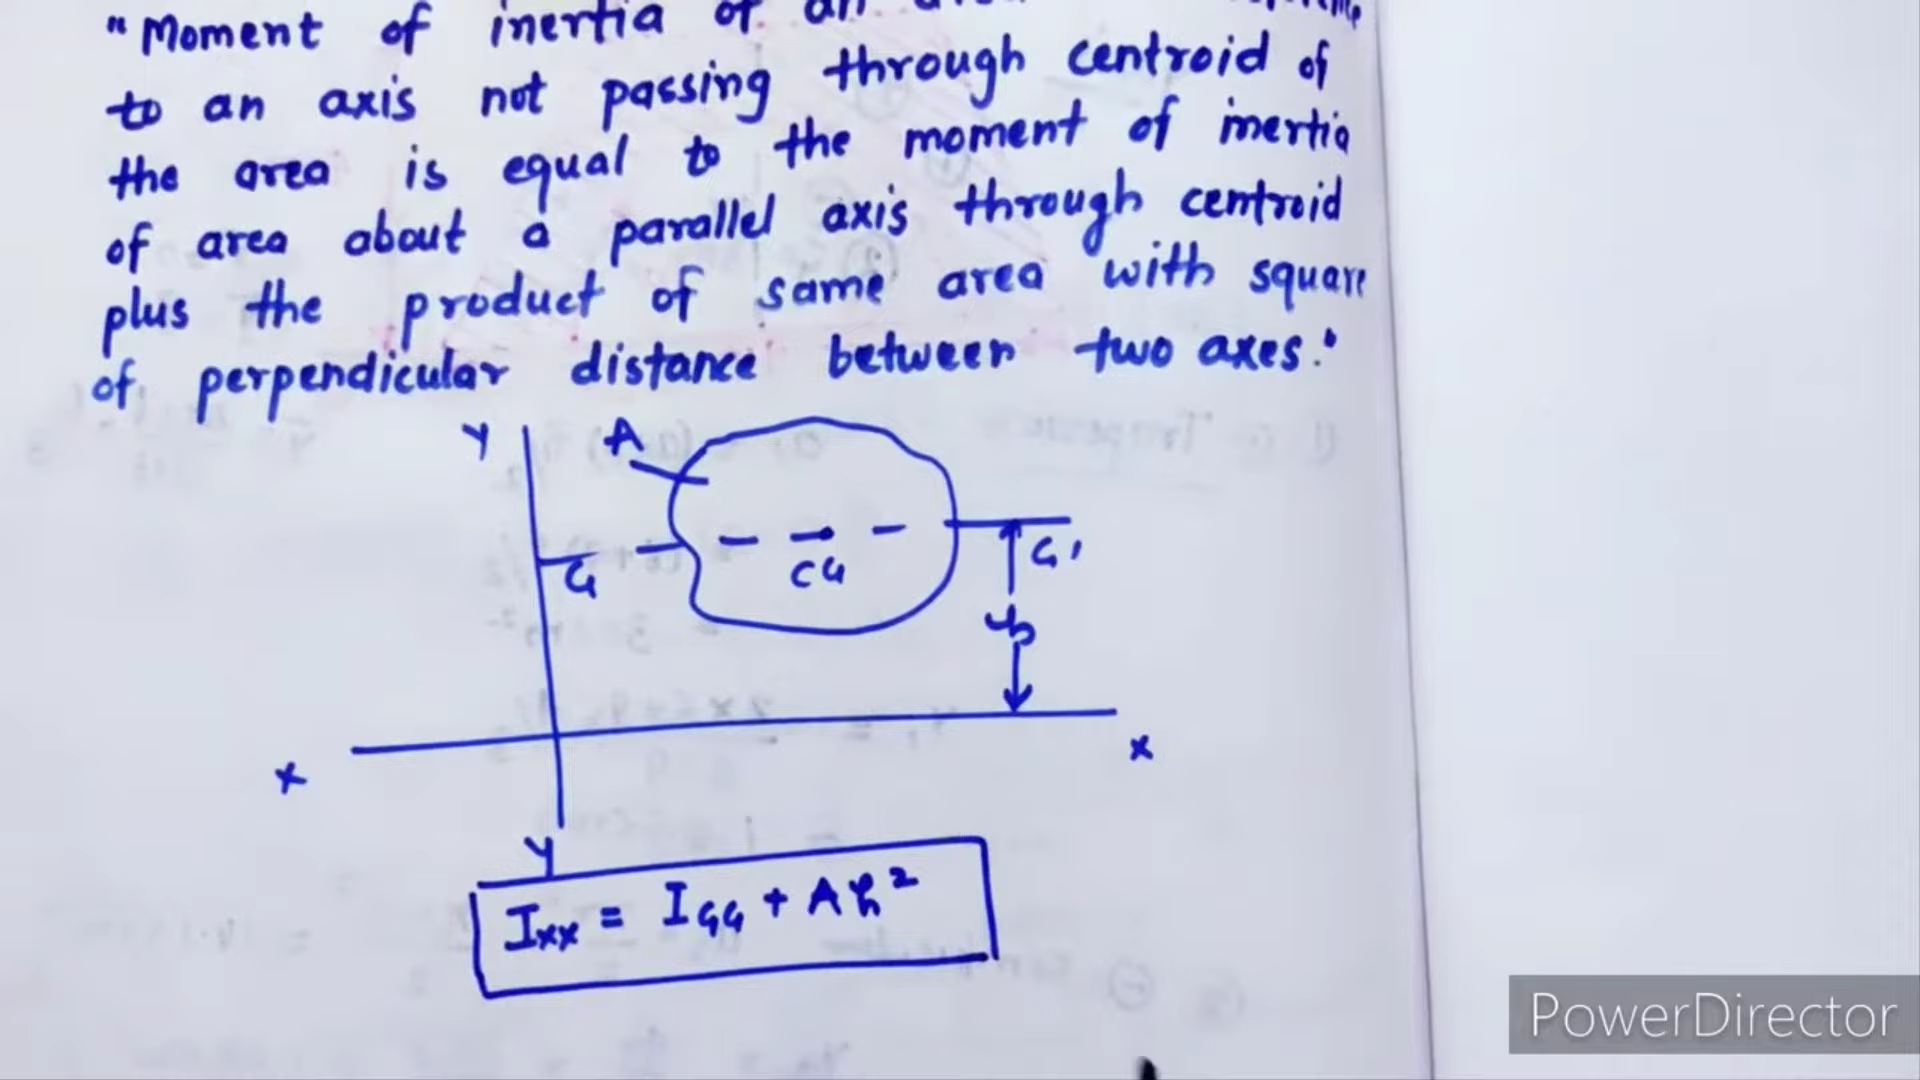 "Moment of inertia of an
to an axis not passing through centroid of
the area is equal to the moment of inertia
of area about a parallel axis through centroid
plus the product of same area with square
of perpendicular distance between two axes."
Y A
G CG G'
h
X X
Y
Ixx = IGG + Ah²
PowerDirector